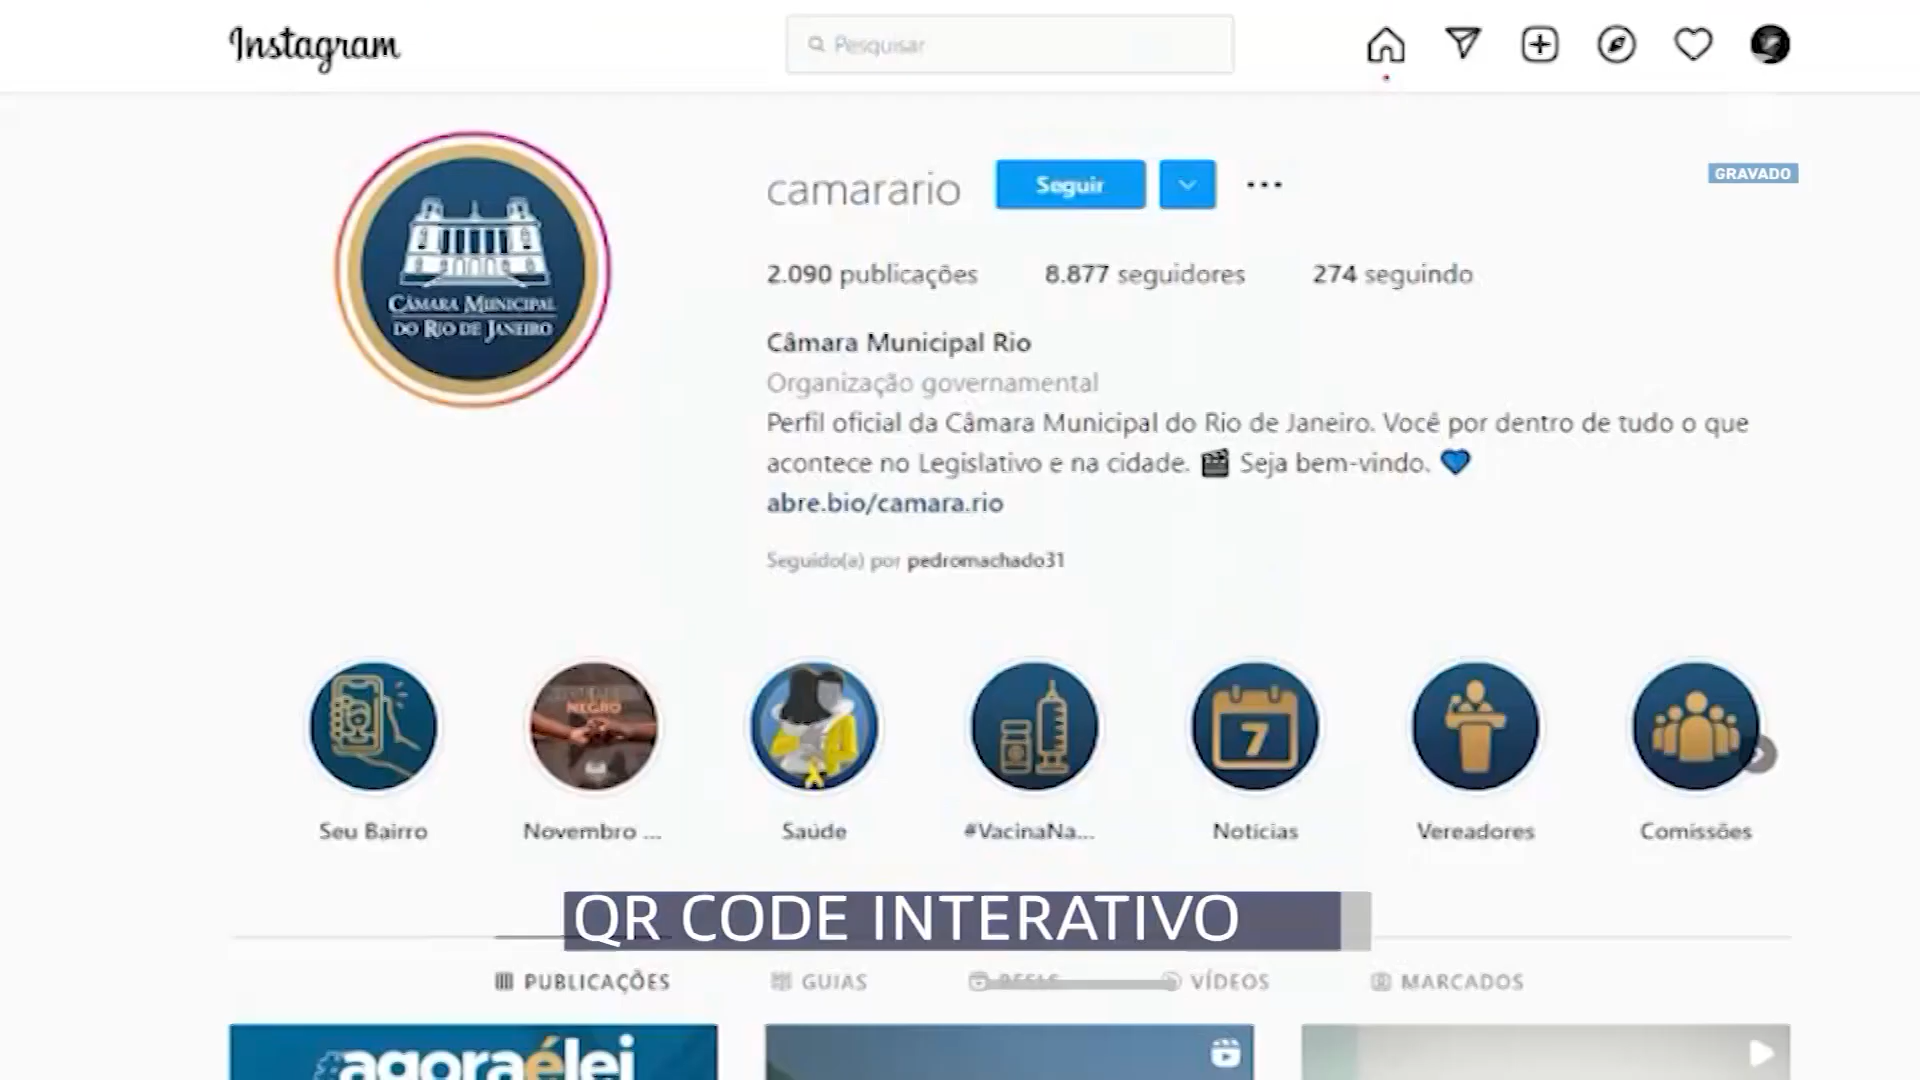 Instagram
Pesquisar
camarario
Seguir
GRAVADO
CÂMARA MUNICIPAL
DO RIO DE JANEIRO
2.090 publicações
8.877 seguidores
274 seguindo
Câmara Municipal Rio
Organização governamental
Perfil oficial da Câmara Municipal do Rio de Janeiro. Você por dentro de tudo o que
acontece no Legislativo e na cidade. 🎬 Seja bem-vindo. 💙
abre.bio/camara.rio
Seguido(a) por pedromachado31
NEGRO
7
Seu Bairro
Novembro ...
Saúde
#VacinaNa...
Notícias
Vereadores
Comissões
QR CODE INTERATIVO
PUBLICAÇÕES
GUIAS
REELS
VÍDEOS
MARCADOS
#agoraélei